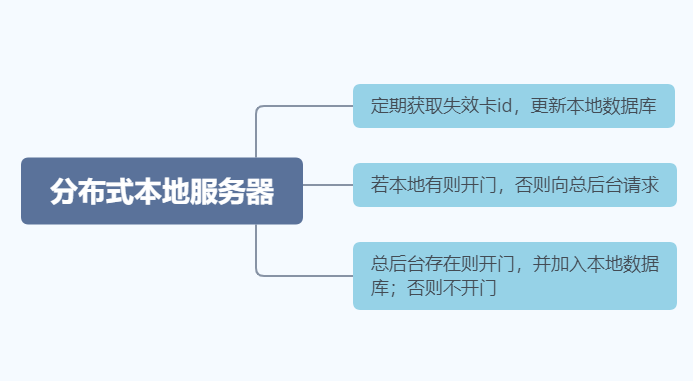 分布式本地服务器
定期获取失效卡id，更新本地数据库
若本地有则开门，否则向总后台请求
总后台存在则开门，并加入本地数据
库；否则不开门